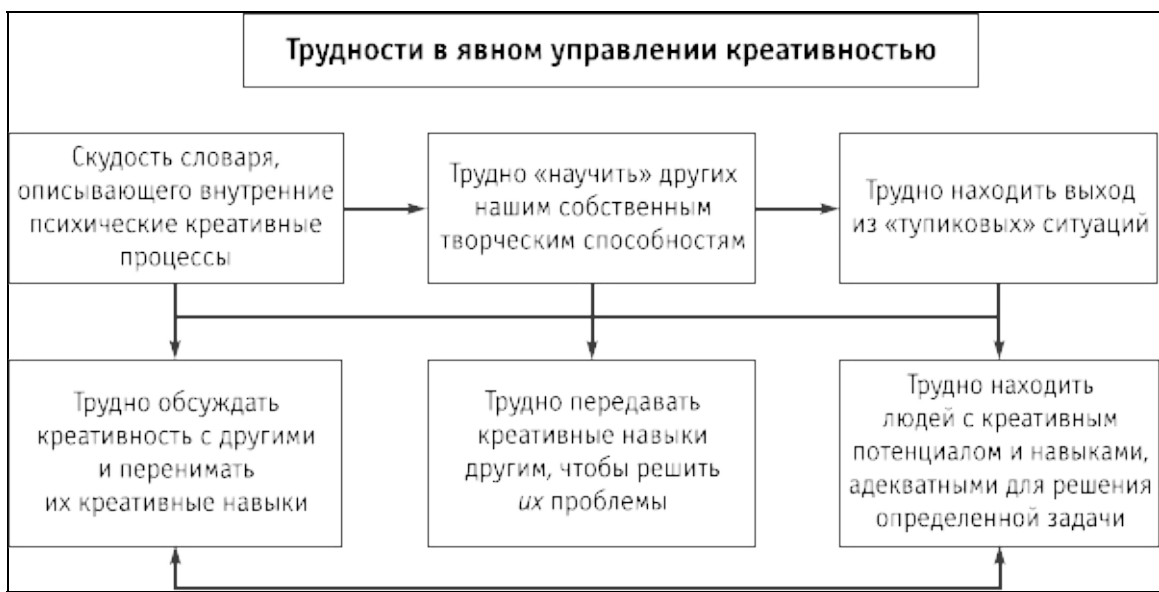 Трудности в явном управлении креативностью
Скудость словаря,
описывающего внутренние
психические креативные
процессы
Трудно «научить» других
нашим собственным
творческим способностям
Трудно находить выход
из «тупиковых» ситуаций
Трудно обсуждать
креативность с другими
и перенимать
их креативные навыки
Трудно передавать
креативные навыки
другим, чтобы решить
их проблемы
Трудно находить
людей с креативным
потенциалом и навыками,
адекватными для решения
определенной задачи